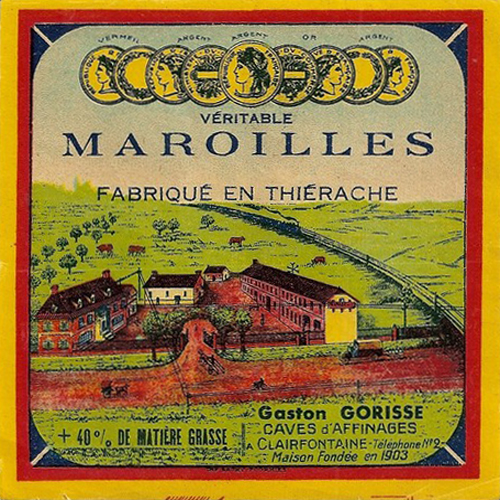 VERMEIL ARGENT ARGENT OR ARGENT
VÉRITABLE
MAROILLES
FABRIQUÉ EN THIÉRACHE
Gaston GORISSE
CAVES d'AFFINAGES
A CLAIRFONTAINE - Téléphone Nº2
Maison Fondée en 1903
+ 40% DE MATIÈRE GRASSE